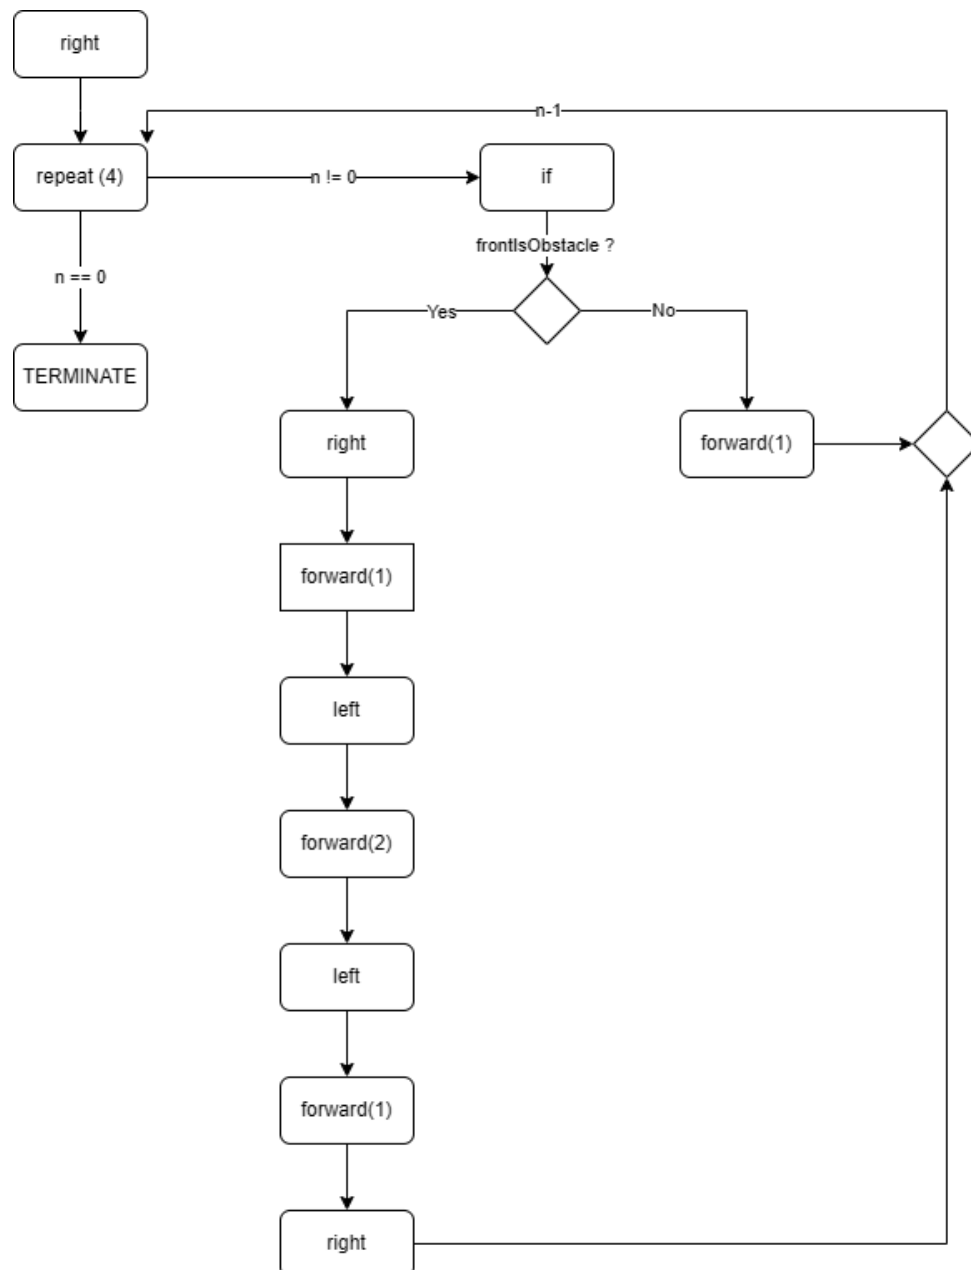 right
n-1
repeat (4)
n != 0
if
frontIsObstacle ?
n == 0
Yes
No
TERMINATE
right
forward(1)
forward(1)
left
forward(2)
left
forward(1)
right